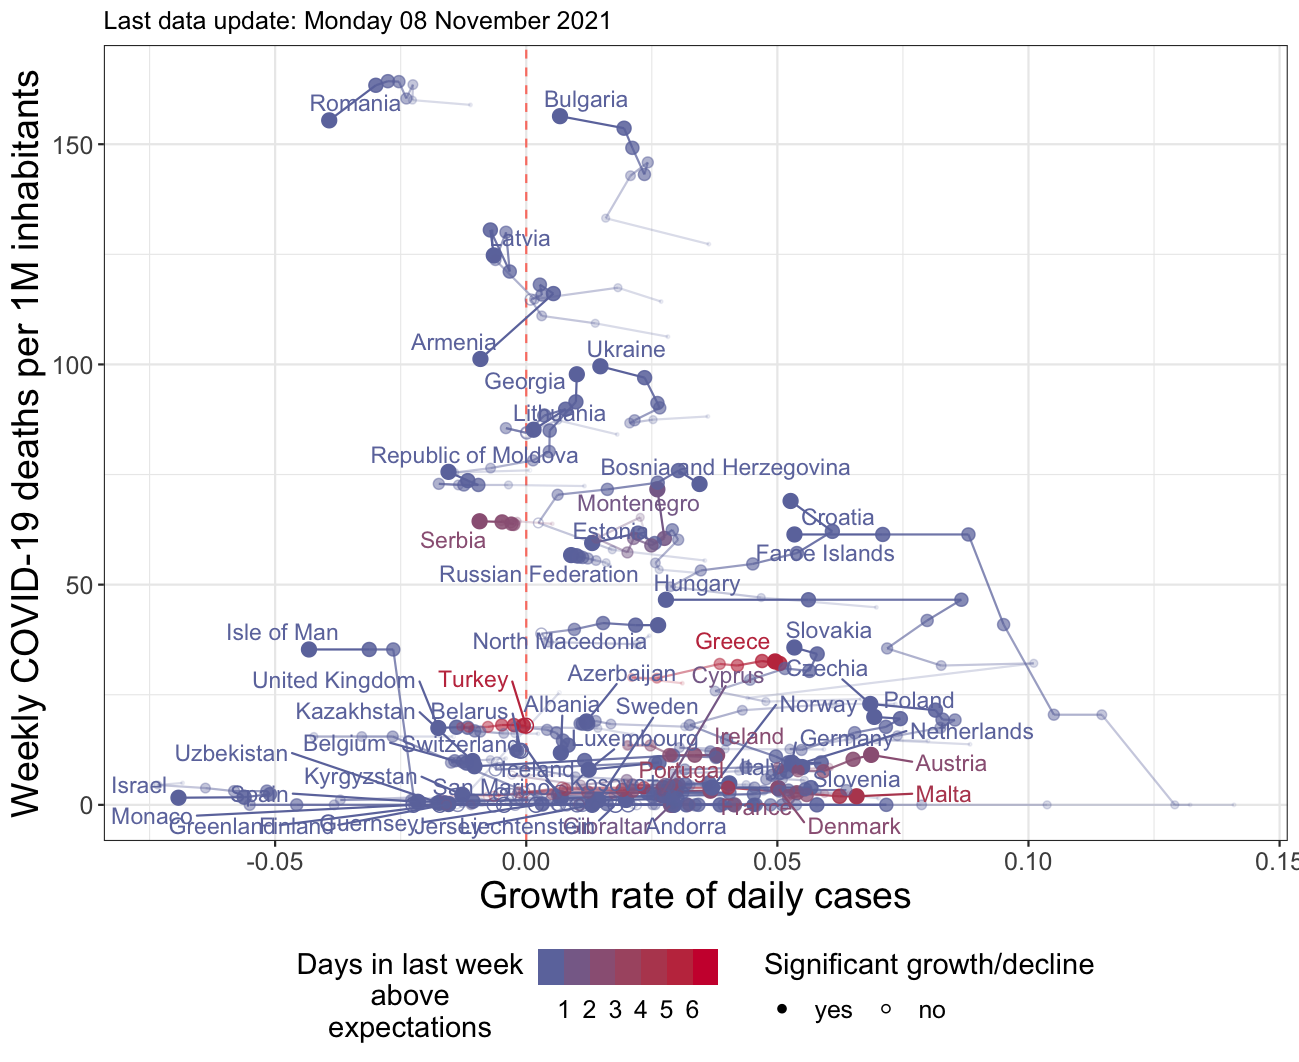 Last data update: Monday 08 November 2021
Weekly COVID-19 deaths per 1M inhabitants
150
100
50
0
Romania
Bulgaria
Latvia
Armenia
Ukraine
Georgia
Lithuania
Republic of Moldova
Bosnia and Herzegovina
Montenegro
Croatia
Serbia
Estonia
Faroe Islands
Russian Federation
Hungary
Isle of Man
North Macedonia
Greece
Slovakia
United Kingdom
Turkey
Azerbaijan
Cyprus
Czechia
Kazakhstan
Belarus
Albania
Sweden
Norway
Poland
Uzbekistan
Belgium
Switzerland
Luxembourg
Ireland
Germany
Netherlands
Israel
Spain
Kyrgyzstan
Iceland
Portugal
Italy
Austria
San Marino
Kosovo
Slovenia
Malta
Monaco
Greenland
Finland
Guernsey
Jersey
Liechtenstein
Gibraltar
Andorra
France
Denmark
-0.05
0.00
0.05
0.10
0.15
Growth rate of daily cases
Days in last week
above
expectations
1 2 3 4 5 6
Significant growth/decline
yes
no